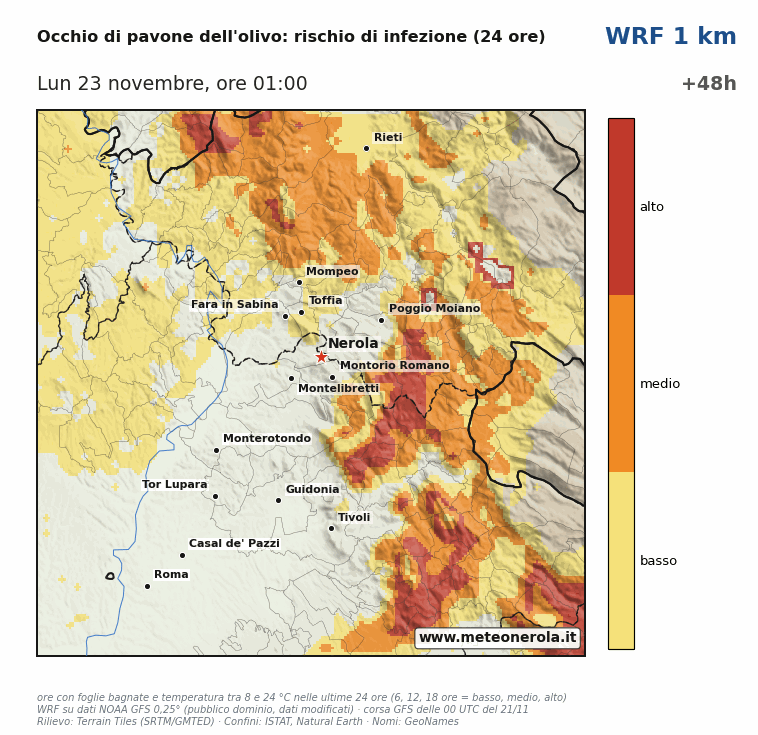 Occhio di pavone dell'olivo: rischio di infezione (24 ore)
WRF 1 km
Lun 23 novembre, ore 01:00
+48h
Rieti
alto
Mompeo
Fara in Sabina
Toffia
Poggio Moiano
Nerola
Montorio Romano
medio
Montelibretti
Monterotondo
Tor Lupara
Guidonia
Tivoli
Casal de' Pazzi
basso
Roma
www.meteonerola.it
ore con foglie bagnate e temperatura tra 8 e 24 °C nelle ultime 24 ore (6, 12, 18 ore = basso, medio, alto)
WRF su dati NOAA GFS 0,25° (pubblico dominio, dati modificati) · corsa GFS delle 00 UTC del 21/11
Rilievo: Terrain Tiles (SRTM/GMTED) · Confini: ISTAT, Natural Earth · Nomi: GeoNames